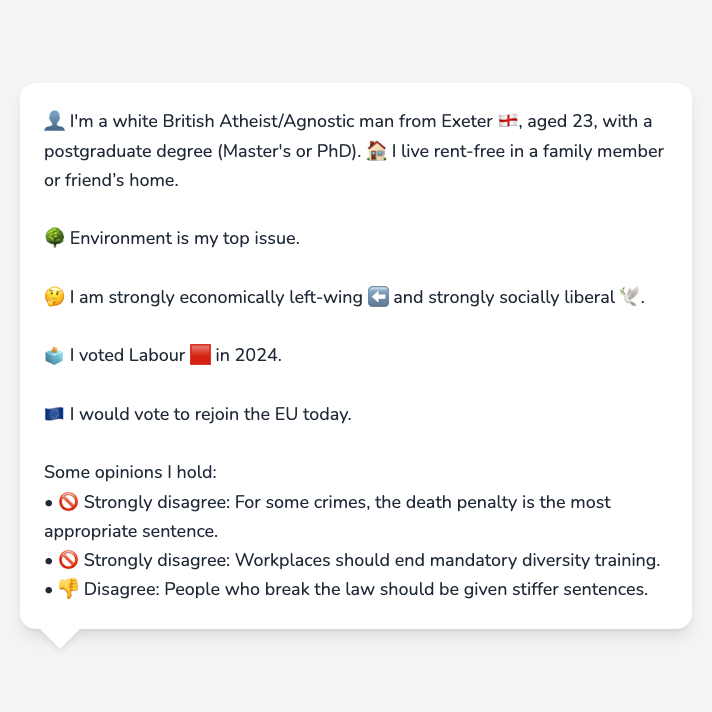 👤 I'm a white British Atheist/Agnostic man from Exeter 🏴󠁧󠁢󠁥󠁮󠁧󠁿, aged 23, with a
postgraduate degree (Master's or PhD). 🏠 I live rent-free in a family member
or friend’s home.
🌳 Environment is my top issue.
🤔 I am strongly economically left-wing ⬅️ and strongly socially liberal 🕊️.
🗳️ I voted Labour 🟥 in 2024.
🇪🇺 I would vote to rejoin the EU today.
Some opinions I hold:
• 🚫 Strongly disagree: For some crimes, the death penalty is the most
appropriate sentence.
• 🚫 Strongly disagree: Workplaces should end mandatory diversity training.
• 👎 Disagree: People who break the law should be given stiffer sentences.